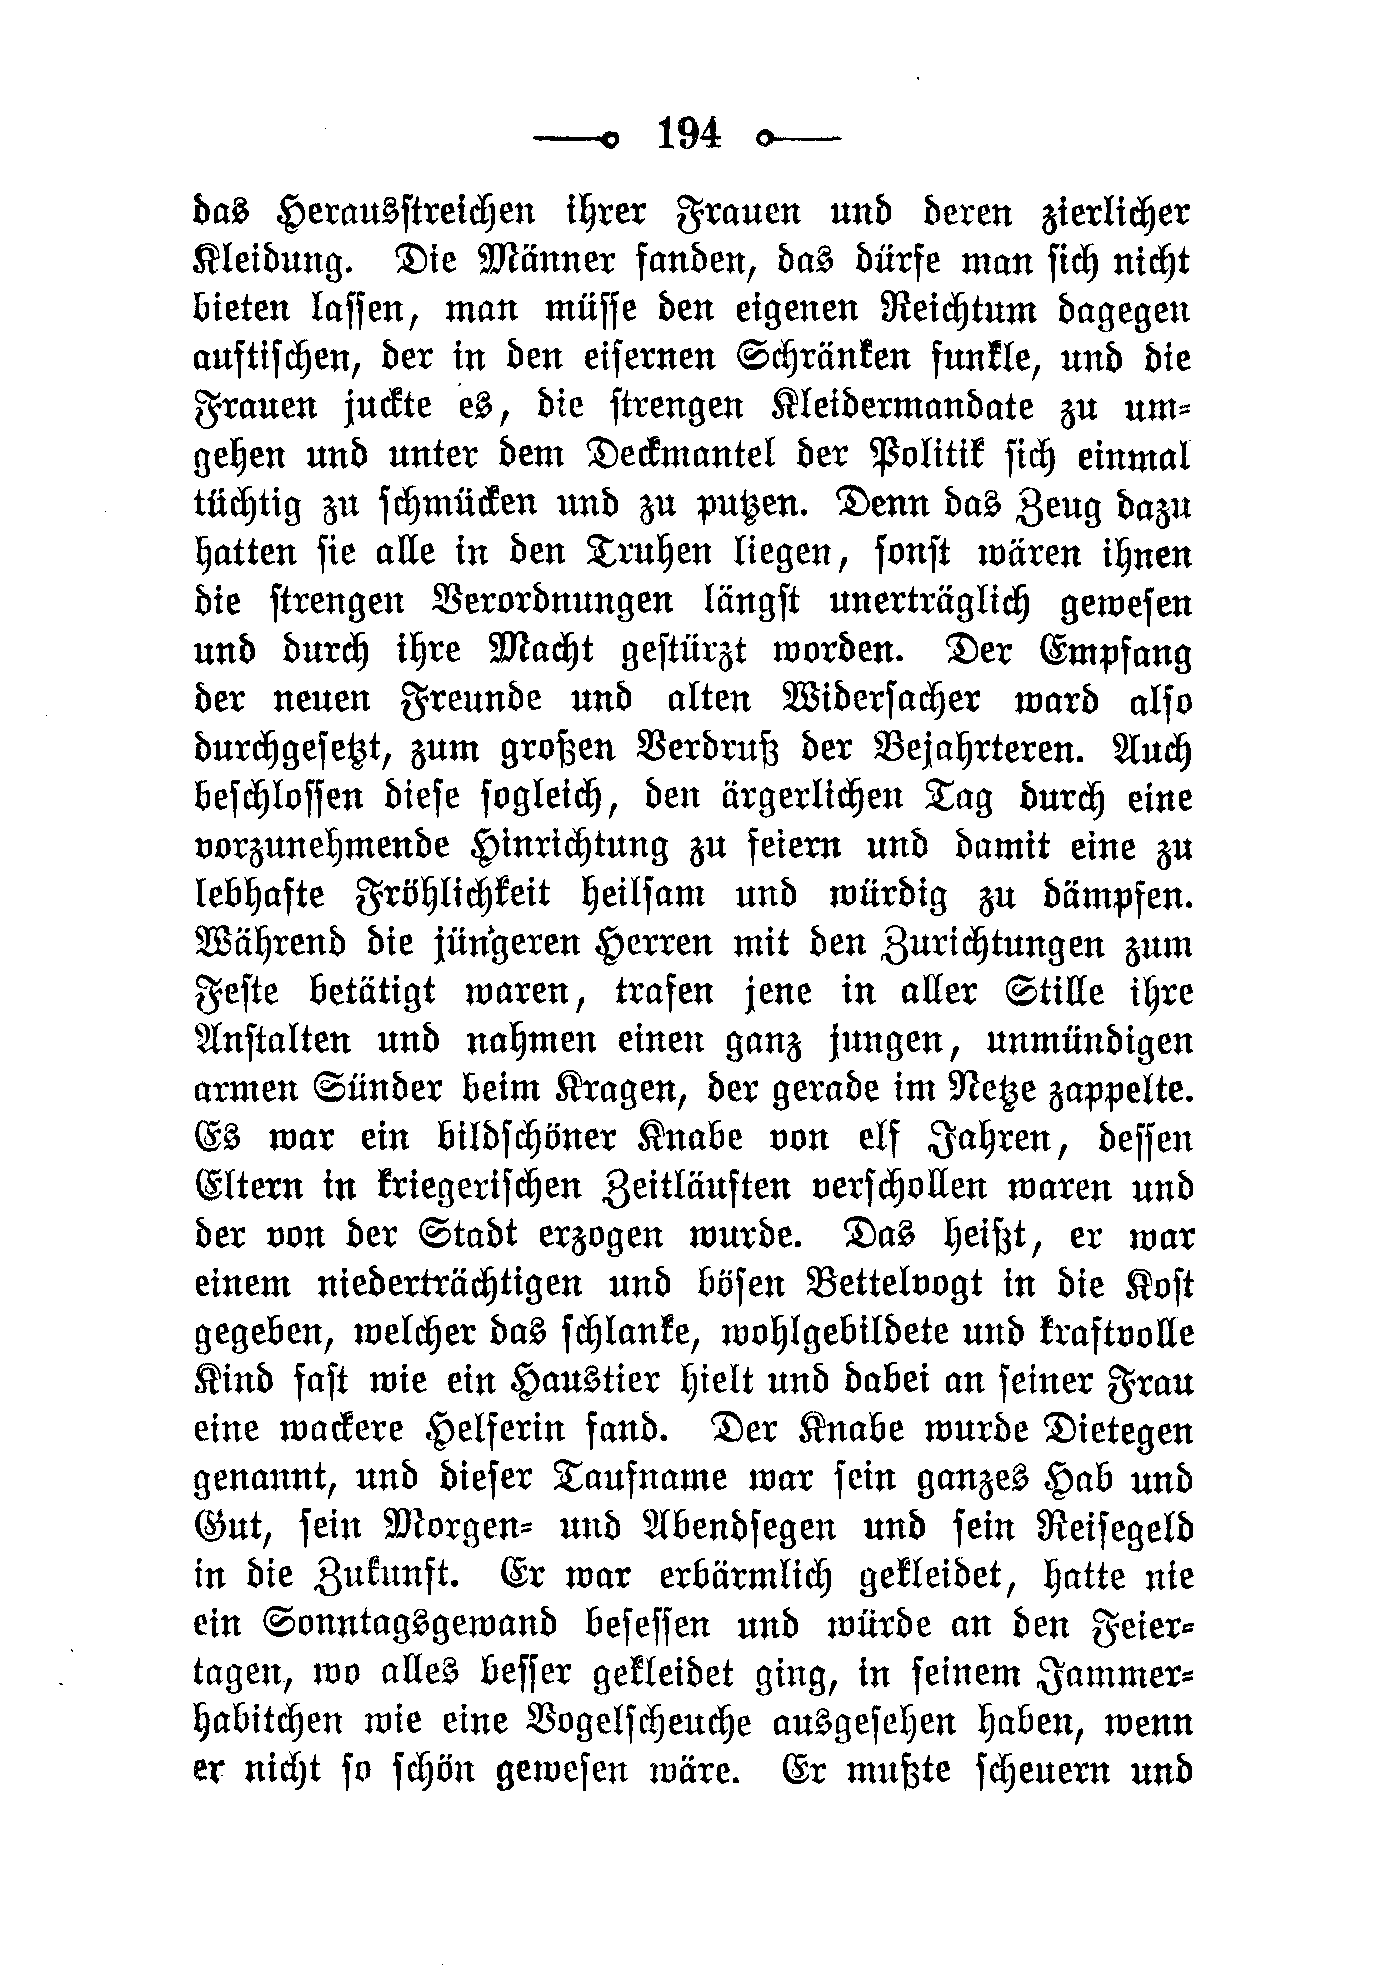 194
das Herausstreichen ihrer Frauen und deren zierlicher
Kleidung. Die Männer fanden, das dürfe man sich nicht
bieten lassen, man müsse den eigenen Reichtum dagegen
auftischen, der in den eisernen Schränken funkle, und die
Frauen juckte es, die strengen Kleidermandate zu um-
gehen und unter dem Deckmantel der Politik sich einmal
tüchtig zu schmücken und zu putzen. Denn das Zeug dazu
hatten sie alle in den Truhen liegen, sonst wären ihnen
die strengen Verordnungen längst unerträglich gewesen
und durch ihre Macht gestürzt worden. Der Empfang
der neuen Freunde und alten Widersacher ward also
durchgesetzt, zum großen Verdruß der Bejahrteren. Auch
beschlossen diese sogleich, den ärgerlichen Tag durch eine
vorzunehmende Hinrichtung zu feiern und damit eine zu
lebhafte Fröhlichkeit heilsam und würdig zu dämpfen.
Während die jüngeren Herren mit den Zurichtungen zum
Feste betätigt waren, trafen jene in aller Stille ihre
Anstalten und nahmen einen ganz jungen, unmündigen
armen Sünder beim Kragen, der gerade im Netze zappelte.
Es war ein bildschöner Knabe von elf Jahren, dessen
Eltern in kriegerischen Zeitläuften verschollen waren und
der von der Stadt erzogen wurde. Das heißt, er war
einem niederträchtigen und bösen Bettelvogt in die Kost
gegeben, welcher das schlanke, wohlgebildete und kraftvolle
Kind fast wie ein Haustier hielt und dabei an seiner Frau
eine wackere Helferin fand. Der Knabe wurde Dietegen
genannt, und dieser Taufname war sein ganzes Hab und
Gut, sein Morgen- und Abendsegen und sein Reisegeld
in die Zukunft. Er war erbärmlich gekleidet, hatte nie
ein Sonntagsgewand besessen und würde an den Feier-
tagen, wo alles besser gekleidet ging, in seinem Jammer-
habitchen wie eine Vogelscheuche ausgesehen haben, wenn
er nicht so schön gewesen wäre. Er mußte scheuern und